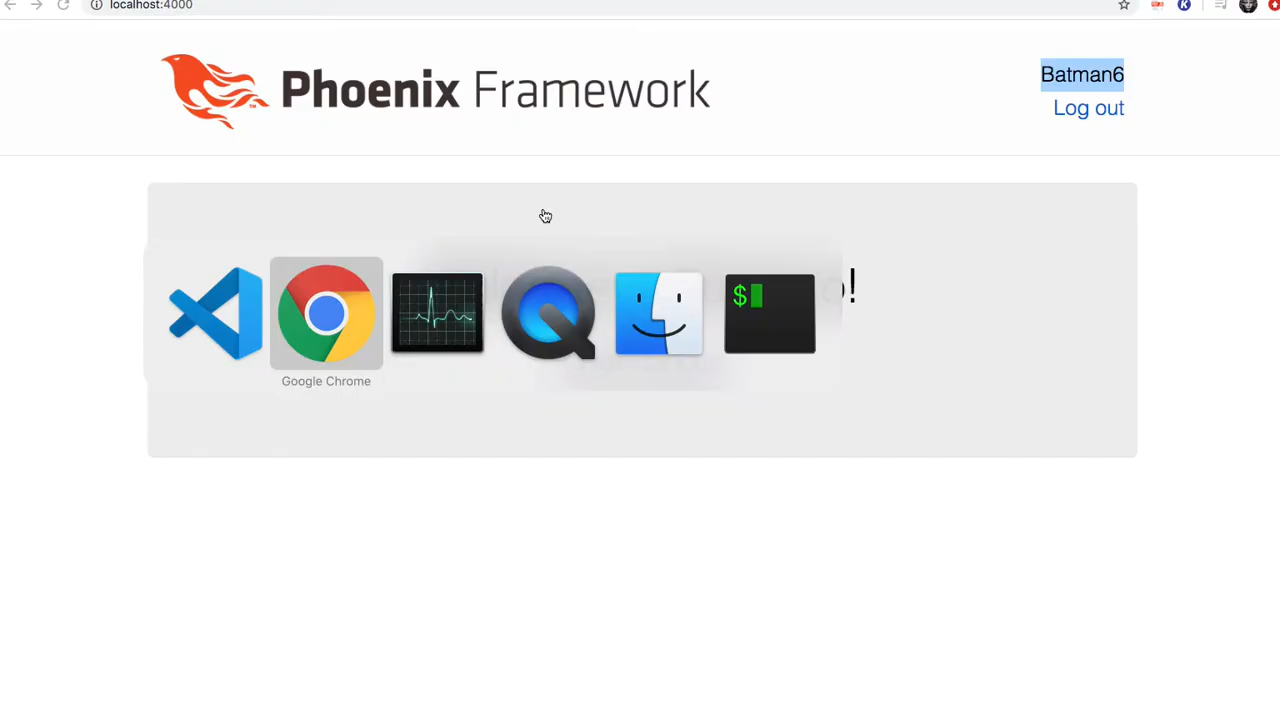 localhost:4000
Phoenix Framework
Batman6
Log out
!
$
Google Chrome